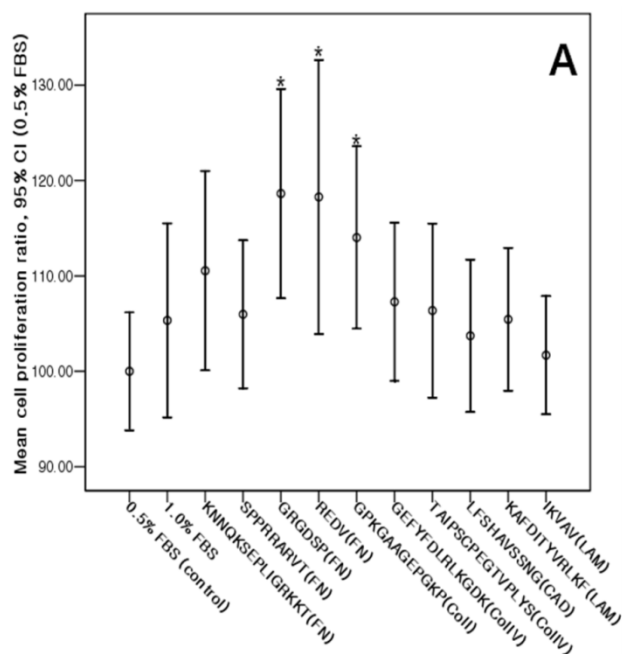 A
Mean cell proliferation ratio, 95% CI (0.5% FBS)
130.00
120.00
110.00
100.00
90.00
*
*
*
0.5% FBS (control)
1.0% FBS
KNNQKSEPLIGRKKT(FN)
SPPRRARVT(FN)
GRGDSP(FN)
REDV(FN)
GPKGAAGEPGKP(ColI)
GEFYFDLRLKGDK(ColIV)
TAIPSCPEGTVPLYS(ColIV)
LFSHAVSSNG(CAD)
KAFDITYVRLKF(LAM)
IKVAV(LAM)